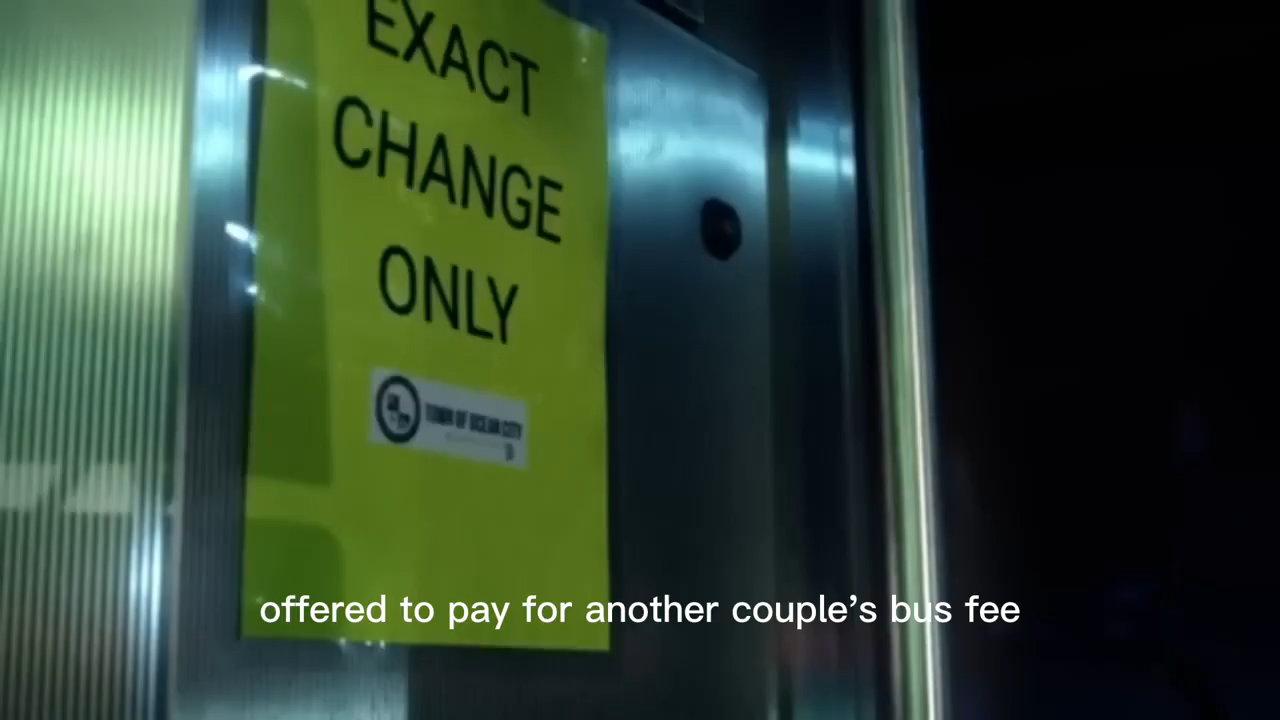 EXACT
CHANGE
ONLY
TOWN OF OCEAN CITY
offered to pay for another couple's bus fee